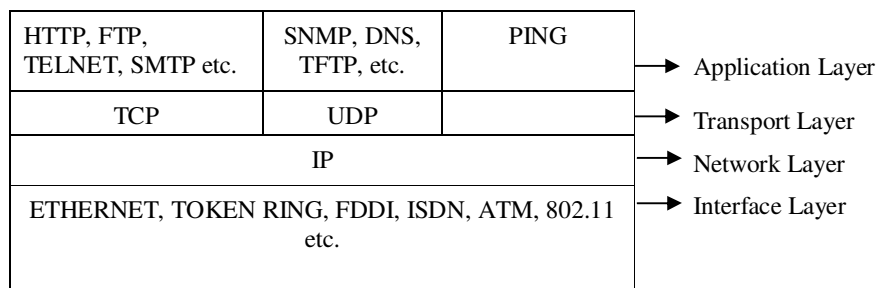 HTTP, FTP,
TELNET, SMTP etc.
SNMP, DNS,
TFTP, etc.
PING
Application Layer
TCP
UDP
Transport Layer
IP
Network Layer
ETHERNET, TOKEN RING, FDDI, ISDN, ATM, 802.11
etc.
Interface Layer